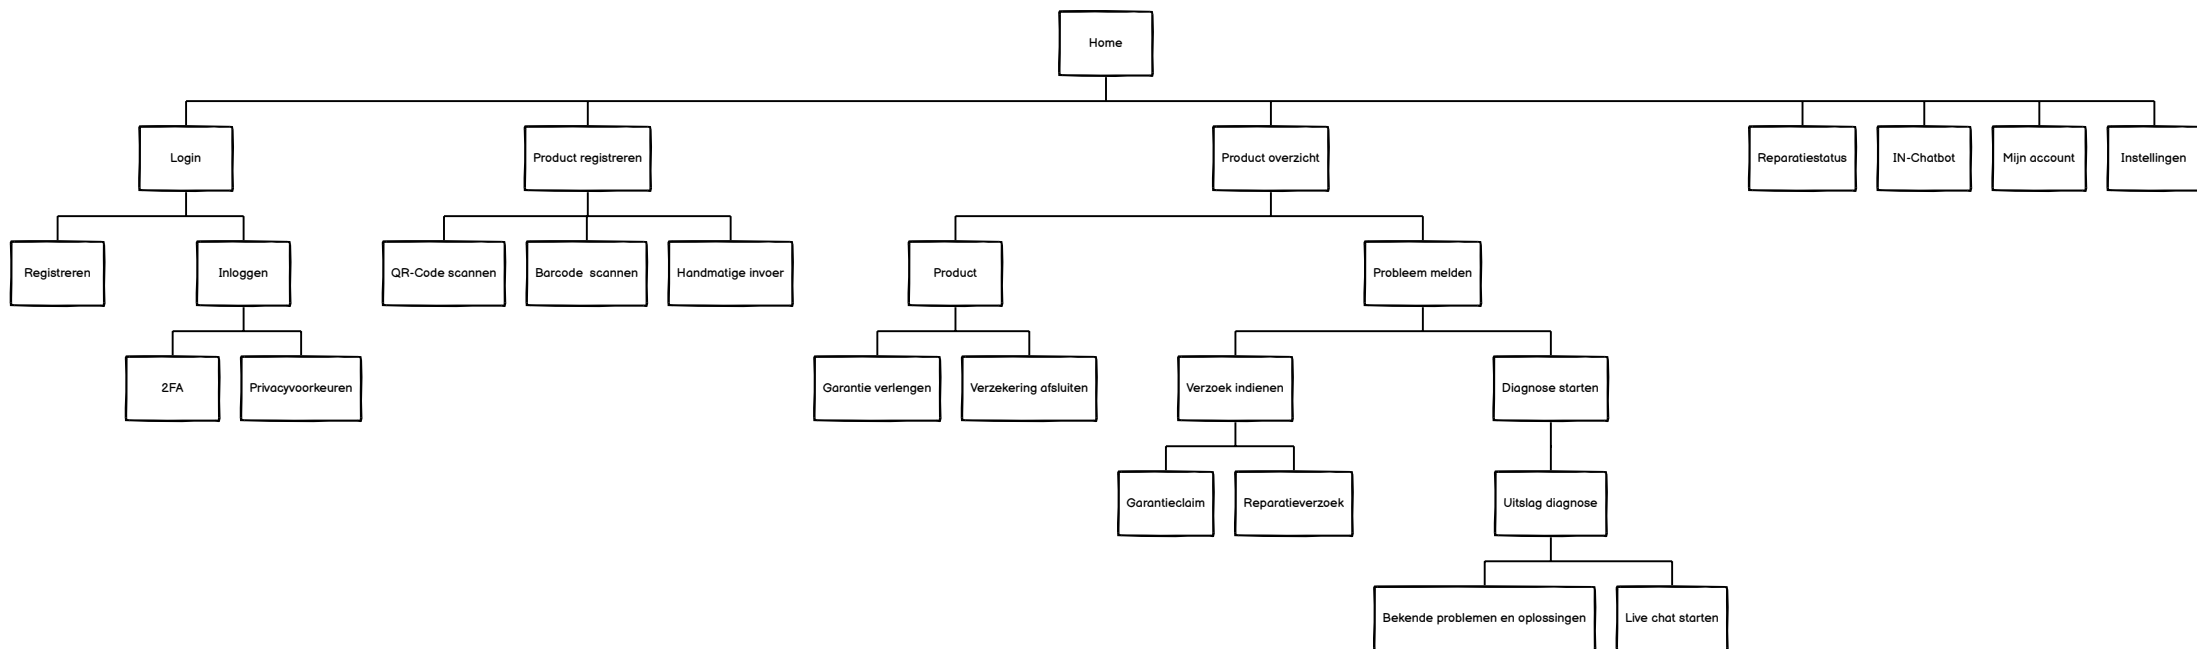 Home
Login
Product registreren
Product overzicht
Reparatiestatus
IN-Chatbot
Mijn account
Instellingen
Registreren
Inloggen
QR-Code scannen
Barcode  scannen
Handmatige invoer
Product
Probleem melden
2FA
Privacyvoorkeuren
Garantie verlengen
Verzekering afsluiten
Verzoek indienen
Diagnose starten
Garantieclaim
Reparatieverzoek
Uitslag diagnose
Bekende problemen en oplossingen
Live chat starten